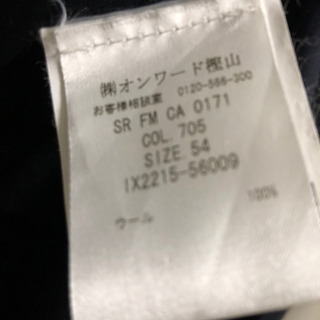 ㈱オンワード樫山
お客様相談室 0120-586-300
SR FM CA 0171
COL. 705
SIZE. 54
IX2215-56009
ウール 100%